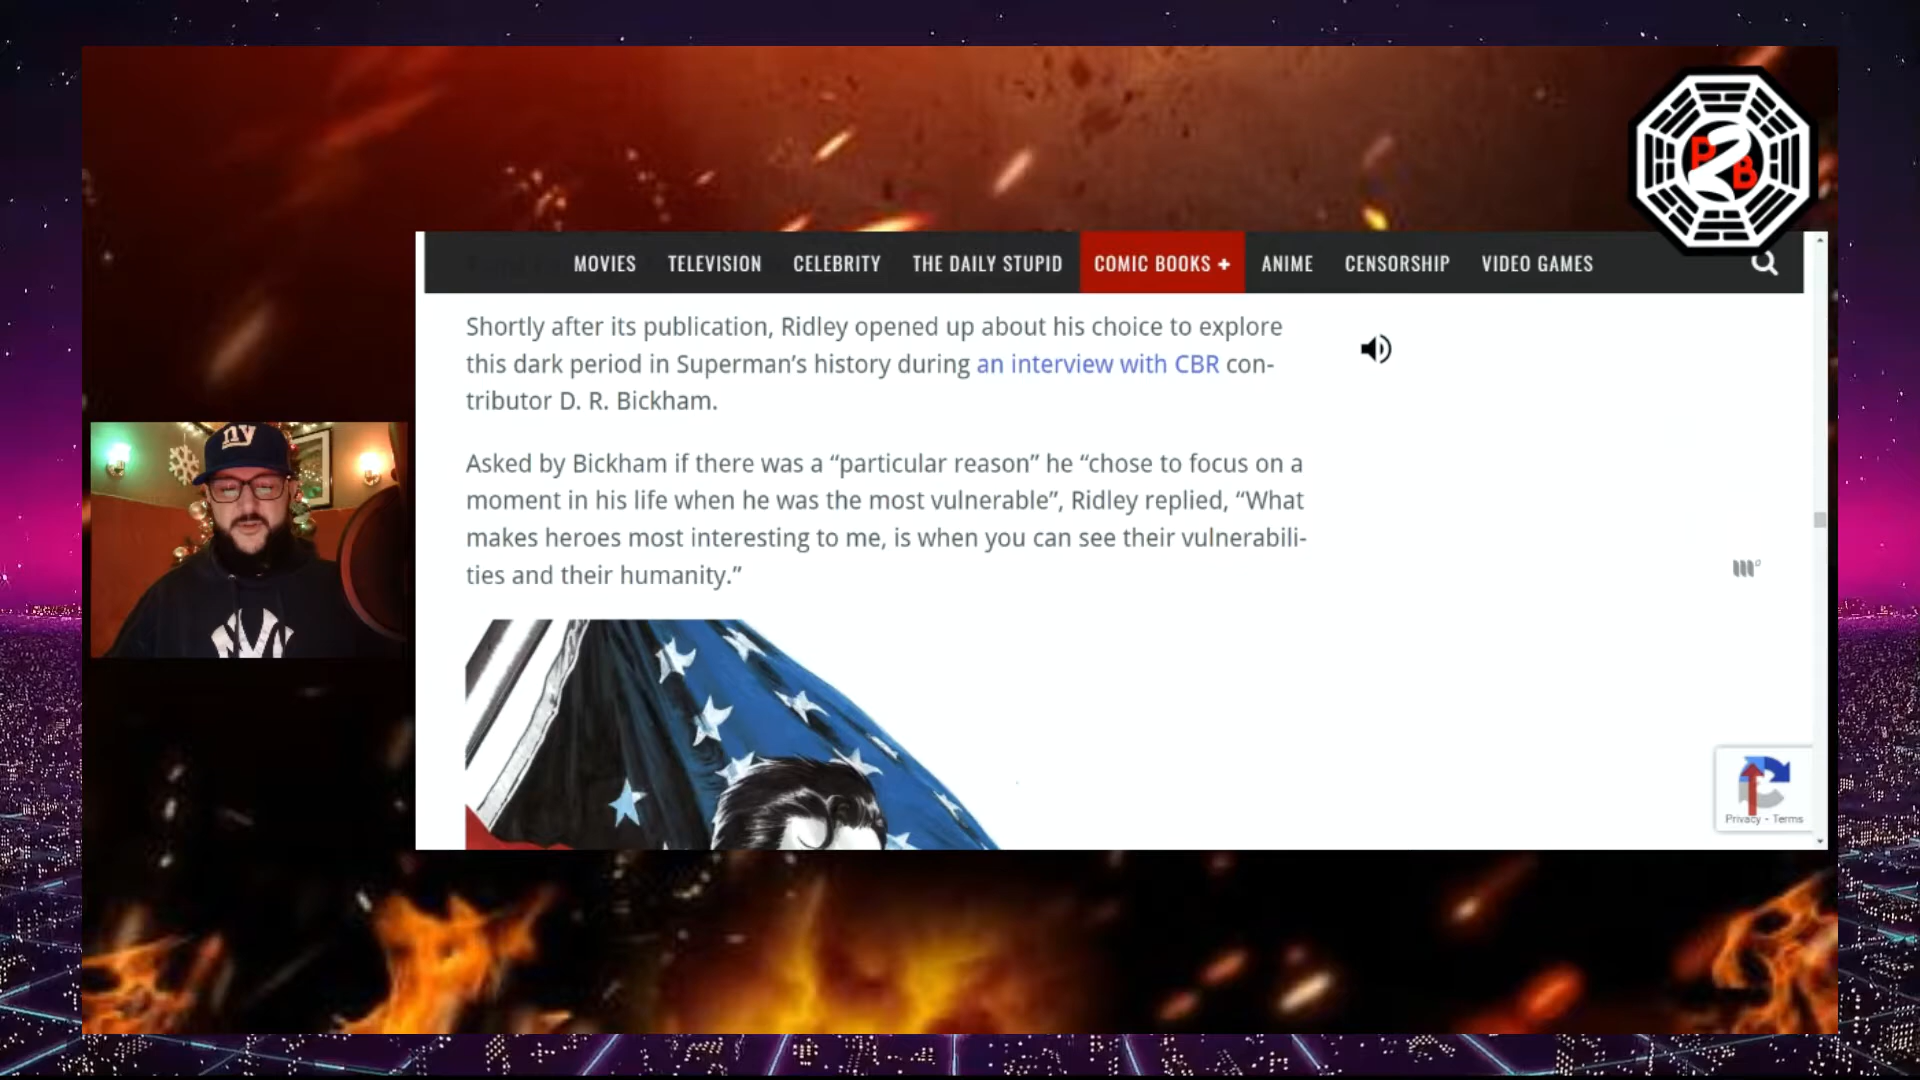 P
B
MOVIES TELEVISION CELEBRITY THE DAILY STUPID COMIC BOOKS + ANIME CENSORSHIP VIDEO GAMES
Shortly after its publication, Ridley opened up about his choice to explore
this dark period in Superman’s history during an interview with CBR con-
tributor D. R. Bickham.
Asked by Bickham if there was a “particular reason” he “chose to focus on a
moment in his life when he was the most vulnerable”, Ridley replied, “What
makes heroes most interesting to me, is when you can see their vulnerabili-
ties and their humanity.”
ny
NY
Privacy - Terms